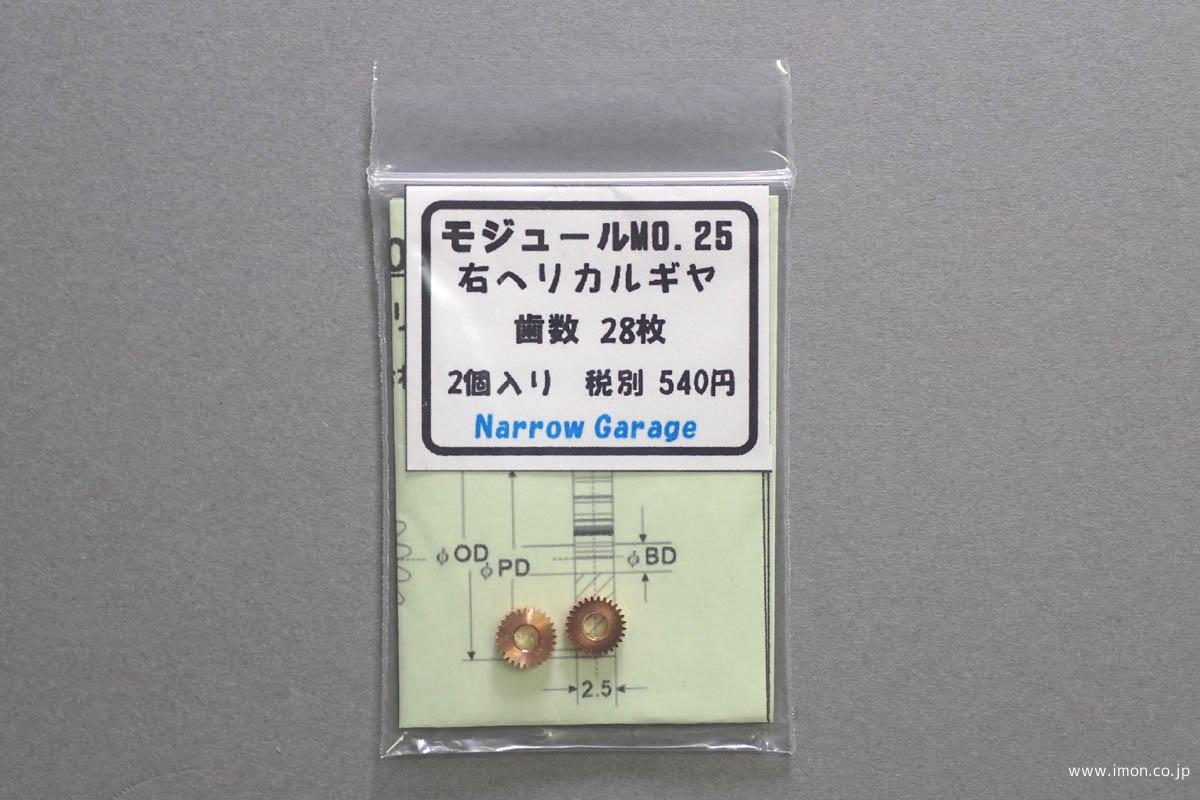 モジュールM0.25
右ヘリカルギヤ
歯数 28枚
2個入り 税別 540円
Narrow Garage
φOD
φPD
φBD
2.5
www.imon.co.jp